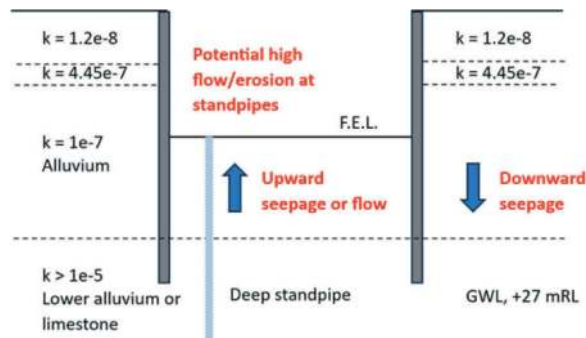 k = 1.2e-8
k = 4.45e-7
k = 1e-7
Alluvium
k > 1e-5
Lower alluvium or
limestone
Potential high
flow/erosion at
standpipes
F.E.L.
Upward
seepage or flow
Deep standpipe
k = 1.2e-8
k = 4.45e-7
Downward
seepage
GWL, +27 mRL